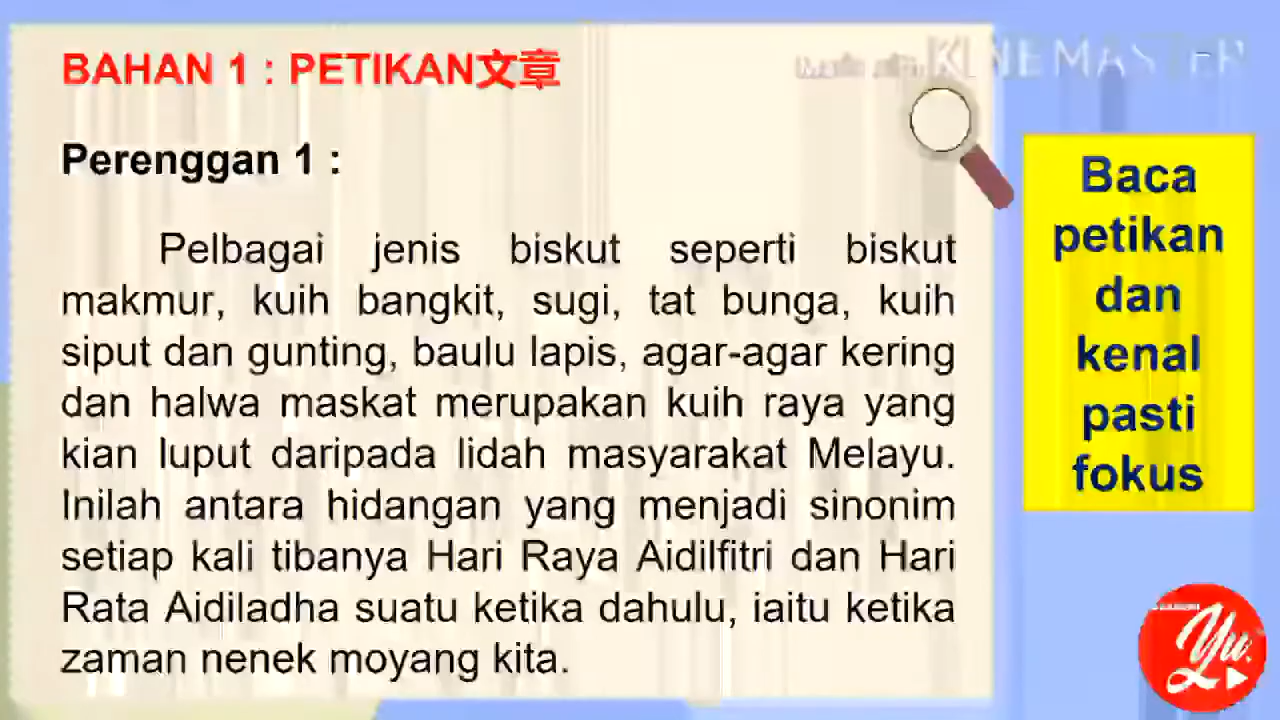 BAHAN 1 : PETIKAN文章
Made with KINEMASTER
Perenggan 1 :
Pelbagai jenis biskut seperti biskut
makmur, kuih bangkit, sugi, tat bunga, kuih
siput dan gunting, baulu lapis, agar-agar kering
dan halwa maskat merupakan kuih raya yang
kian luput daripada lidah masyarakat Melayu.
Inilah antara hidangan yang menjadi sinonim
setiap kali tibanya Hari Raya Aidilfitri dan Hari
Rata Aidiladha suatu ketika dahulu, iaitu ketika
zaman nenek moyang kita.
Baca
petikan
dan
kenal
pasti
fokus
Yu